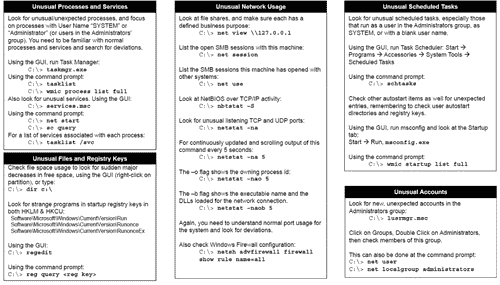 Unusual Processes and Services
Look for unusual/unexpected processes, and focus
on processes with User Name "SYSTEM" or
"Administrator" (or users in the Administrators'
group). You need to be familiar with normal
processes and services and search for deviations.
Using the GUI, run Task Manager:
C:\> taskmgr.exe
Using the command prompt:
C:\> tasklist
C:\> wmic process list full
Also look for unusual services. Using the GUI:
C:\> services.msc
Using the command prompt:
C:\> net start
C:\> sc query
For a list of services associated with each process:
C:\> tasklist /svc
Unusual Files and Registry Keys
Check file space usage to look for sudden major
decreases in free space, using the GUI (right-click on
partition), or type:
C:\> dir c:\
Look for strange programs in startup registry keys in
both HKLM & HKCU:
Software\Microsoft\Windows\CurrentVersion\Run
Software\Microsoft\Windows\CurrentVersion\Runonce
Software\Microsoft\Windows\CurrentVersion\RunonceEx
Using the GUI:
C:\> regedit
Using the command prompt:
C:\> reg query <reg key>
Unusual Network Usage
Look at file shares, and make sure each has a
defined business purpose:
C:\> net view \\127.0.0.1
List the open SMB sessions with this machine:
C:\> net session
List the SMB sessions this machine has opened with
other systems:
C:\> net use
Look at NetBIOS over TCP/IP activity:
C:\> nbtstat -S
Look for unusual listening TCP and UDP ports:
C:\> netstat -na
For continuously updated and scrolling output of this
command every 5 seconds:
C:\> netstat -na 5
The -o flag shows the owning process id:
C:\> netstat -nao 5
The -b flag shows the executable name and the
DLLs loaded for the network connection.
C:\> netstat -naob 5
Again, you need to understand normal port usage for
the system and look for deviations.
Also check Windows Firewall configuration:
C:\> netsh advfirewall firewall
show rule name=all
Unusual Scheduled Tasks
Look for unusual scheduled tasks, especially those
that run as a user in the Administrators group, as
SYSTEM, or with a blank user name.
Using the GUI, run Task Scheduler: Start →
Programs → Accessories → System Tools →
Scheduled Tasks
Using the command prompt:
C:\> schtasks
Check other autostart items as well for unexpected
entries, remembering to check user autostart
directories and registry keys.
Using the GUI, run msconfig and look at the Startup
tab:
Start → Run, msconfig.exe
Using the command prompt:
C:\> wmic startup list full
Unusual Accounts
Look for new, unexpected accounts in the
Administrators group:
C:\> lusrmgr.msc
Click on Groups, Double Click on Administrators,
then check members of this group.
This can also be done at the command prompt:
C:\> net user
C:\> net localgroup administrators